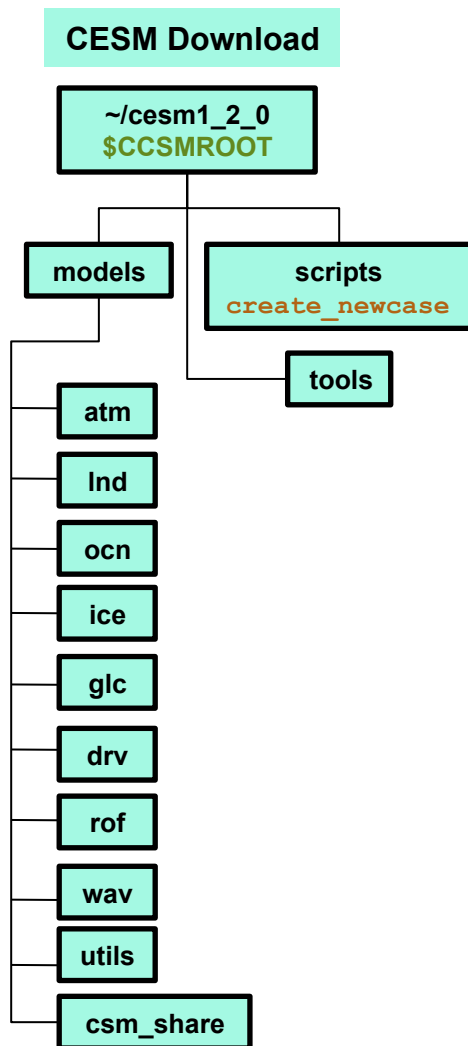 CESM Download
~/cesm1_2_0
$CCSMROOT
models
scripts
create_newcase
tools
atm
lnd
ocn
ice
glc
drv
rof
wav
utils
csm_share